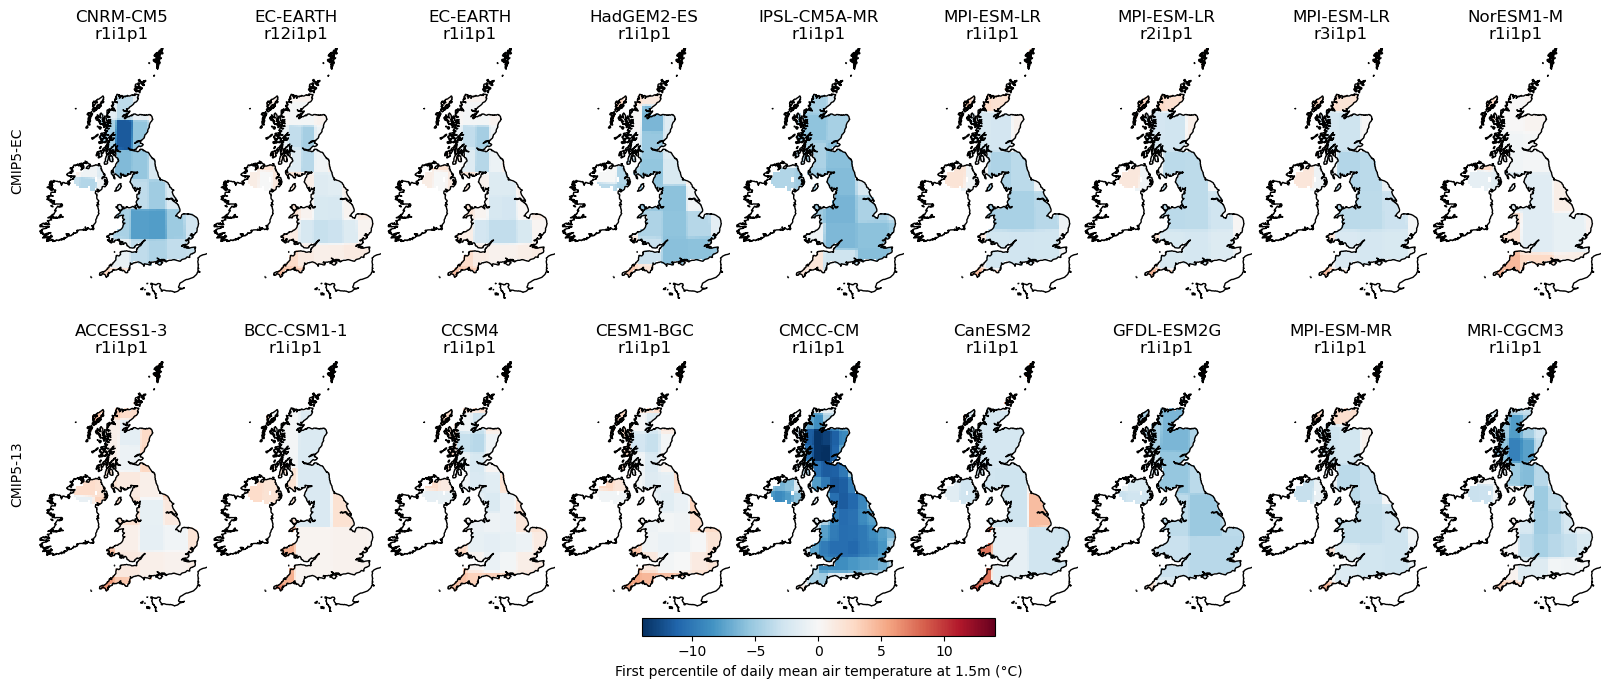 CNRM-CM5
r1i1p1
EC-EARTH
r12i1p1
EC-EARTH
r1i1p1
HadGEM2-ES
r1i1p1
IPSL-CM5A-MR
r1i1p1
MPI-ESM-LR
r1i1p1
MPI-ESM-LR
r2i1p1
MPI-ESM-LR
r3i1p1
NorESM1-M
r1i1p1
CMIP5-EC
ACCESS1-3
r1i1p1
BCC-CSM1-1
r1i1p1
CCSM4
r1i1p1
CESM1-BGC
r1i1p1
CMCC-CM
r1i1p1
CanESM2
r1i1p1
GFDL-ESM2G
r1i1p1
MPI-ESM-MR
r1i1p1
MRI-CGCM3
r1i1p1
CMIP5-13
−10 −5 0 5 10
First percentile of daily mean air temperature at 1.5m (°C)